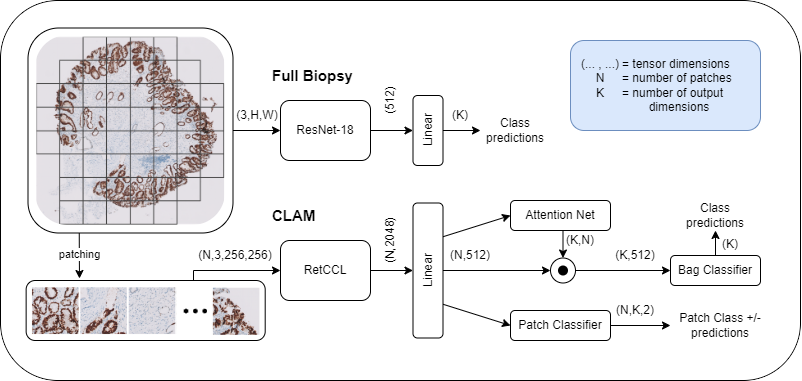 Full Biopsy
(3,H,W)
ResNet-18
(512)
Linear
(K)
Class
predictions
(... , ...) = tensor dimensions
N = number of patches
K = number of output
dimensions
patching
CLAM
(N,3,256,256)
RetCCL
(N,2048)
Linear
Attention Net
(K,N)
(N,512)
(K,512)
Bag Classifier
(K)
Class
predictions
Patch Classifier
(N,K,2)
Patch Class +/-
predictions